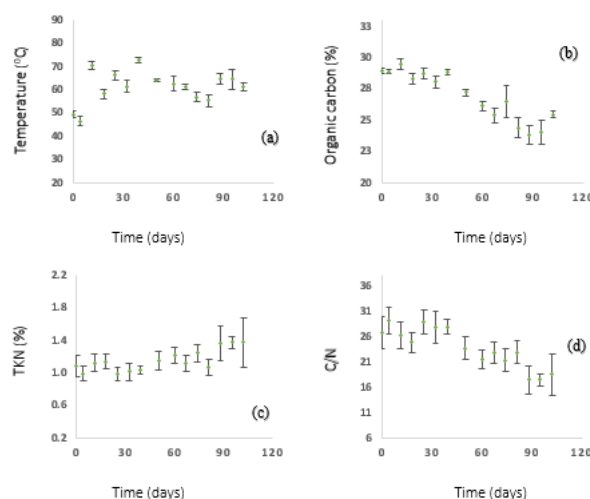 90
80
70
60
50
40
30
20
Temperature (°C)
(a)
0 30 60 90 120
Time (days)
33
30
28
25
23
20
Organic carbon (%)
(b)
0 30 60 90 120
Time (days)
2.2
1.8
1.4
1.0
0.6
0.2
TKN (%)
(c)
0 30 60 90 120
Time (days)
36
31
26
21
16
11
6
C/N
(d)
0 30 60 90 120
Time (days)